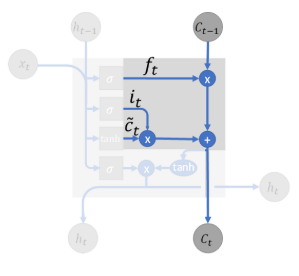 h_{t-1}
C_{t-1}
x_t
σ
f_t
x
σ
i_t
tanh
c̃_t
x
+
σ
x
tanh
h_t
h_t
C_t